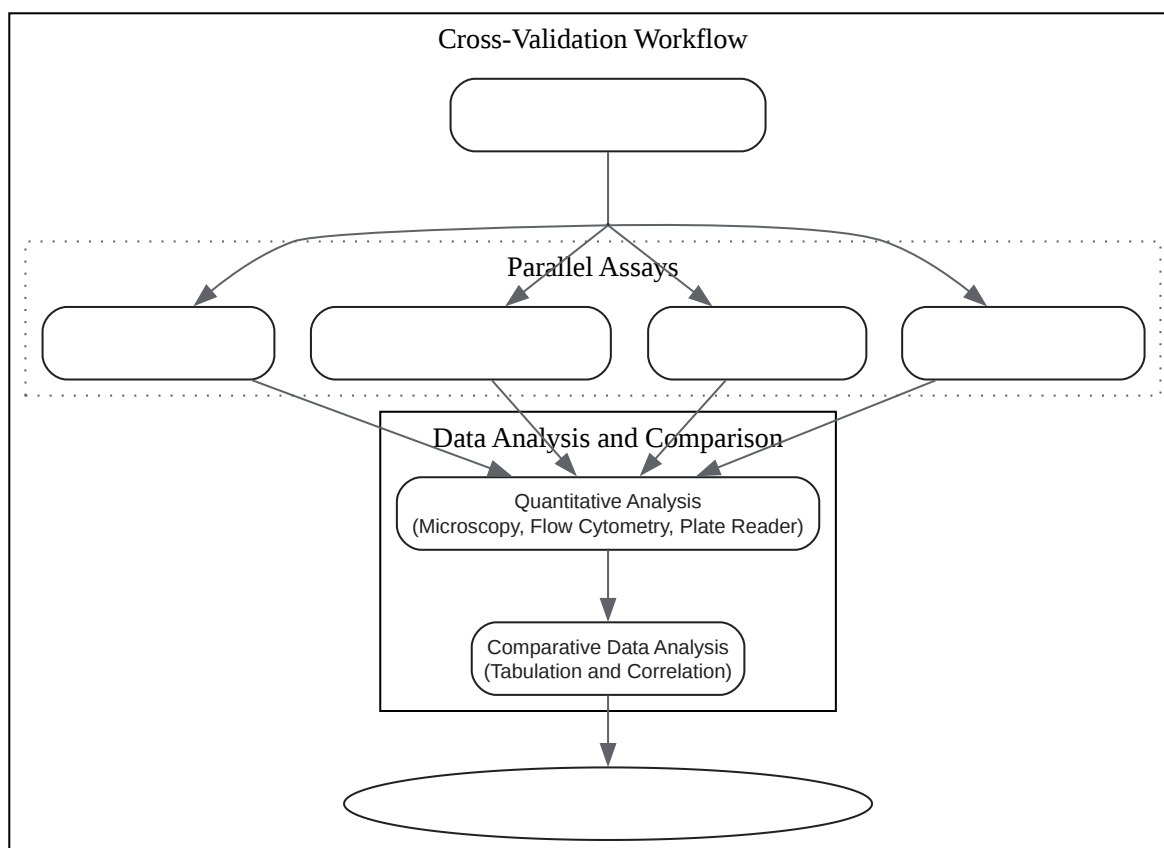 Cross-Validation Workflow
Parallel Assays
Data Analysis and Comparison
Quantitative Analysis
(Microscopy, Flow Cytometry, Plate Reader)
Comparative Data Analysis
(Tabulation and Correlation)